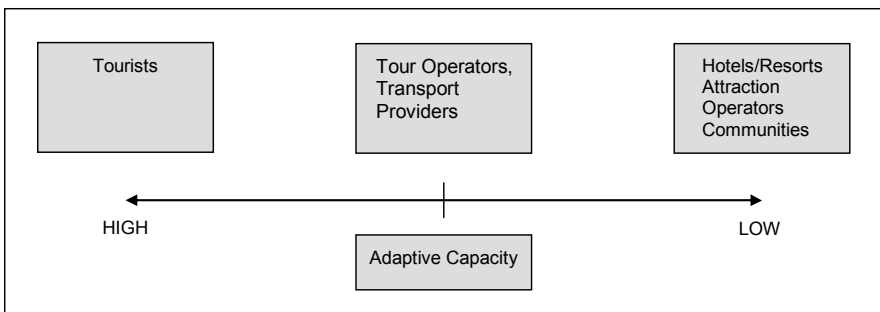 Tourists
Tour Operators,
Transport
Providers
Hotels/Resorts
Attraction
Operators
Communities
HIGH
LOW
Adaptive Capacity